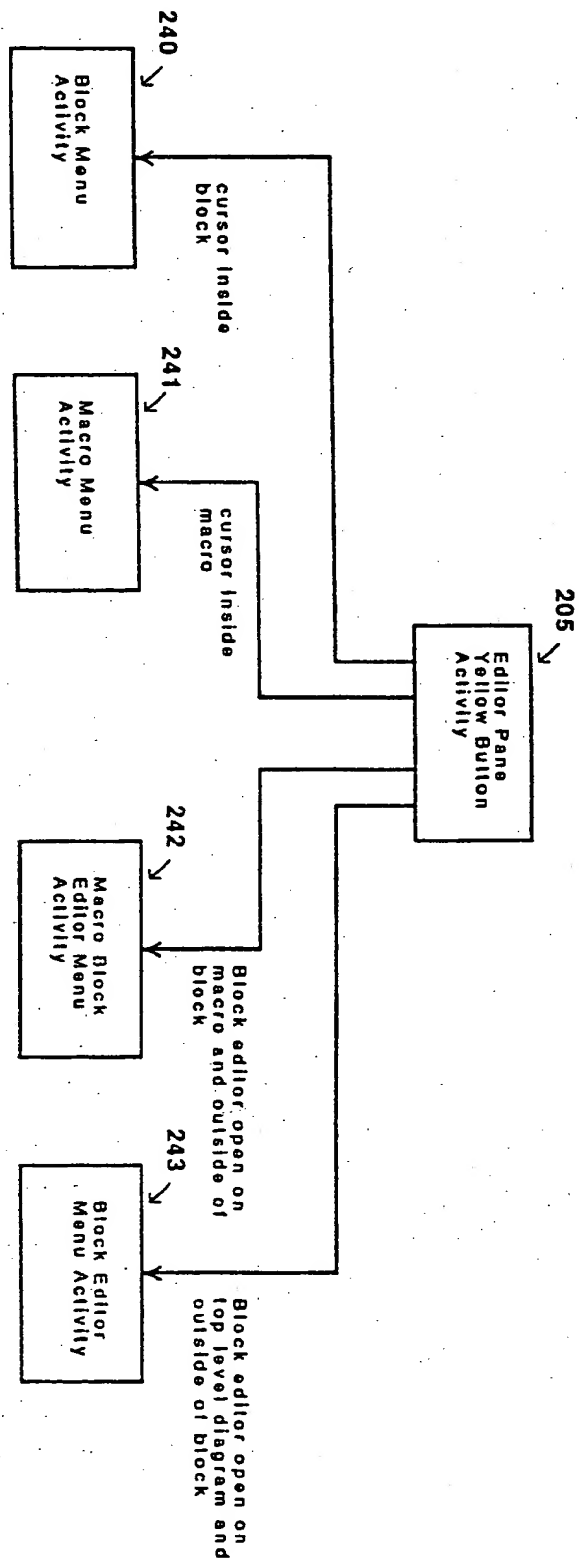 205
Editor Pane
Yellow Button
Activity
cursor inside
block
cursor inside
macro
Block editor open on
macro and outside of
block
Block editor open on
top level diagram and
outside of block
240
Block Menu
Activity
241
Macro Menu
Activity
242
Macro Block
Editor Menu
Activity
243
Block Editor
Menu Activity